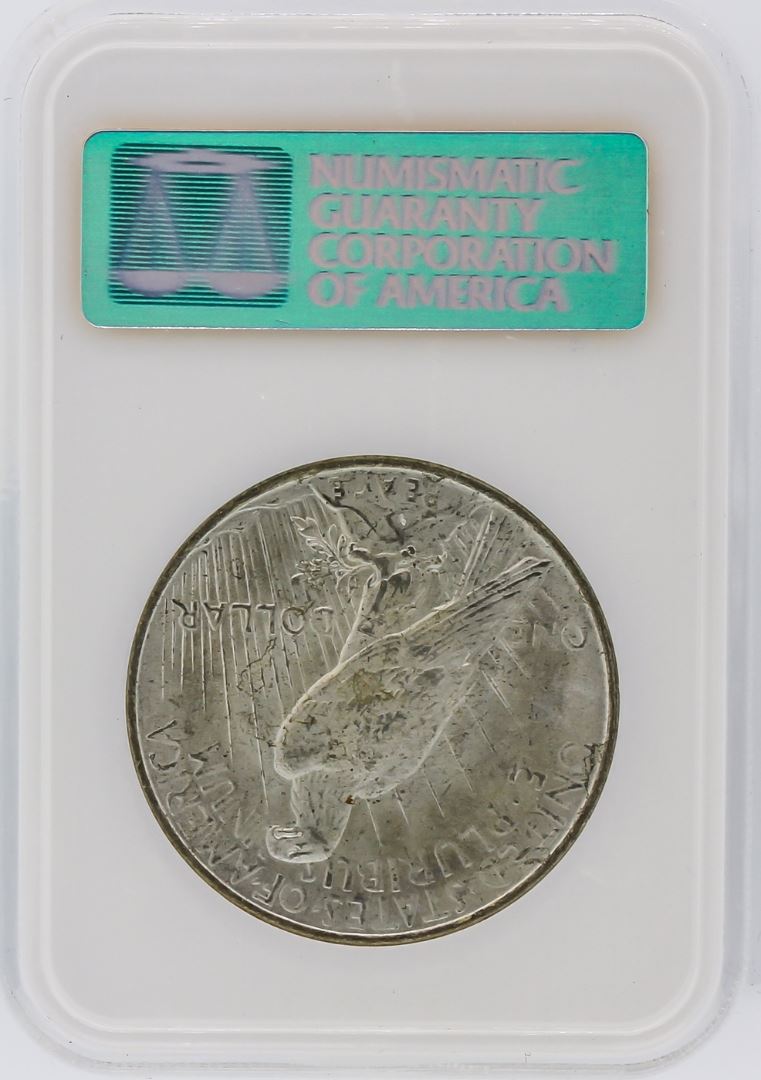 NUMISMATIC
GUARANTY
CORPORATION
OF AMERICA
UNITED·STATES·OF·AMERICA
E·PLURIBUS·UNUM
ONE DOLLAR
PEACE